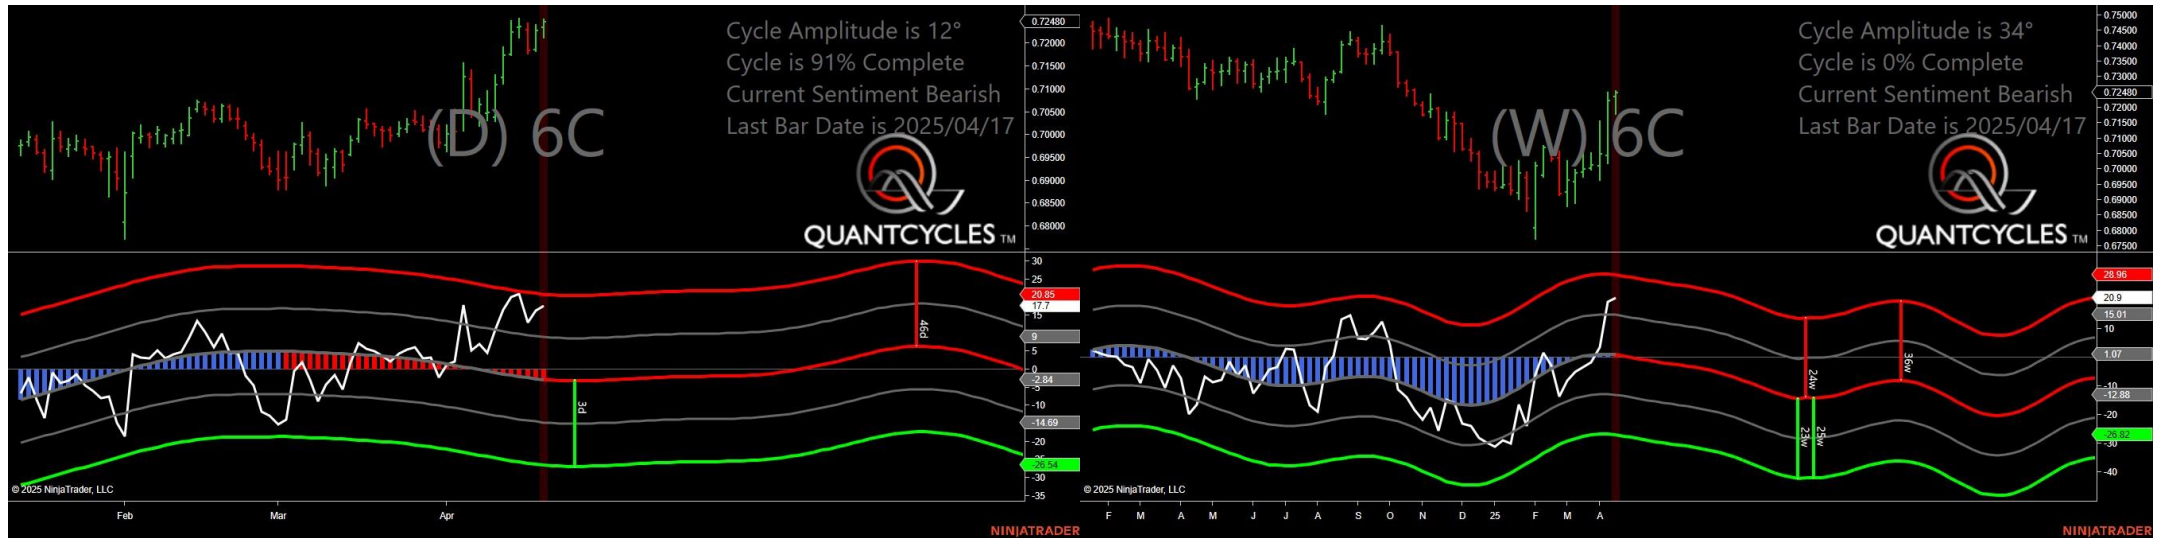 Cycle Amplitude is 12°
Cycle is 91% Complete
Current Sentiment Bearish
Last Bar Date is 2025/04/17
(D) 6C
QUANTCYCLES TM
0.72480
0.72000
0.71500
0.71000
0.70500
0.70000
0.69500
0.69000
0.68500
0.68000
30
25
20.85
17.7
15
9
5
0
-2.84
-5
-10
-14.69
-20
-26.54
-30
-35
46d
3d
© 2025 NinjaTrader, LLC
Feb Mar Apr
NINJATRADER
Cycle Amplitude is 34°
Cycle is 0% Complete
Current Sentiment Bearish
Last Bar Date is 2025/04/17
(W) 6C
QUANTCYCLES TM
0.75000
0.74500
0.74000
0.73500
0.73000
0.72480
0.72000
0.71500
0.71000
0.70500
0.70000
0.69500
0.69000
0.68500
0.68000
0.67500
28.96
20.9
15.01
10
1.07
-10
-12.88
-20
-26.82
-30
-40
24w
36w
23w
25w
© 2025 NinjaTrader, LLC
F M A M J J A S O N D 25 F M A
NINJATRADER